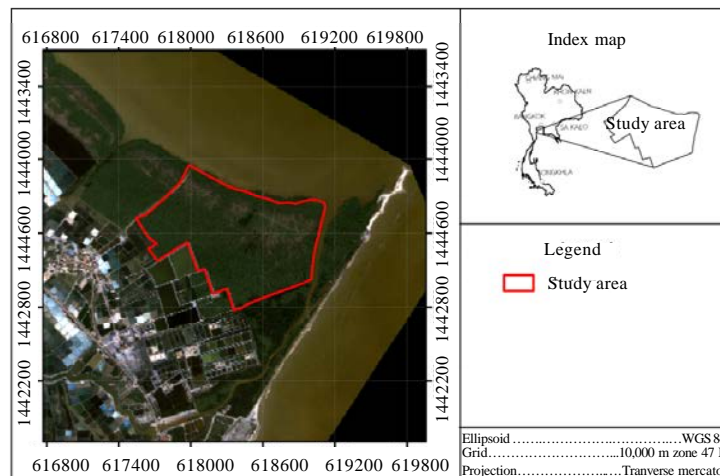 616800 617400 618000 618600 619200 619800
1443400
1444000
1444600
1442800
1442200
1443400
1444000
1444600
1442800
1442200
616800 617400 618000 618600 619200 619800
Index map
Study area
Legend
Study area
Ellipsoid WGS 8
Grid 10,000 m zone 47
Projection Tranverse mercato